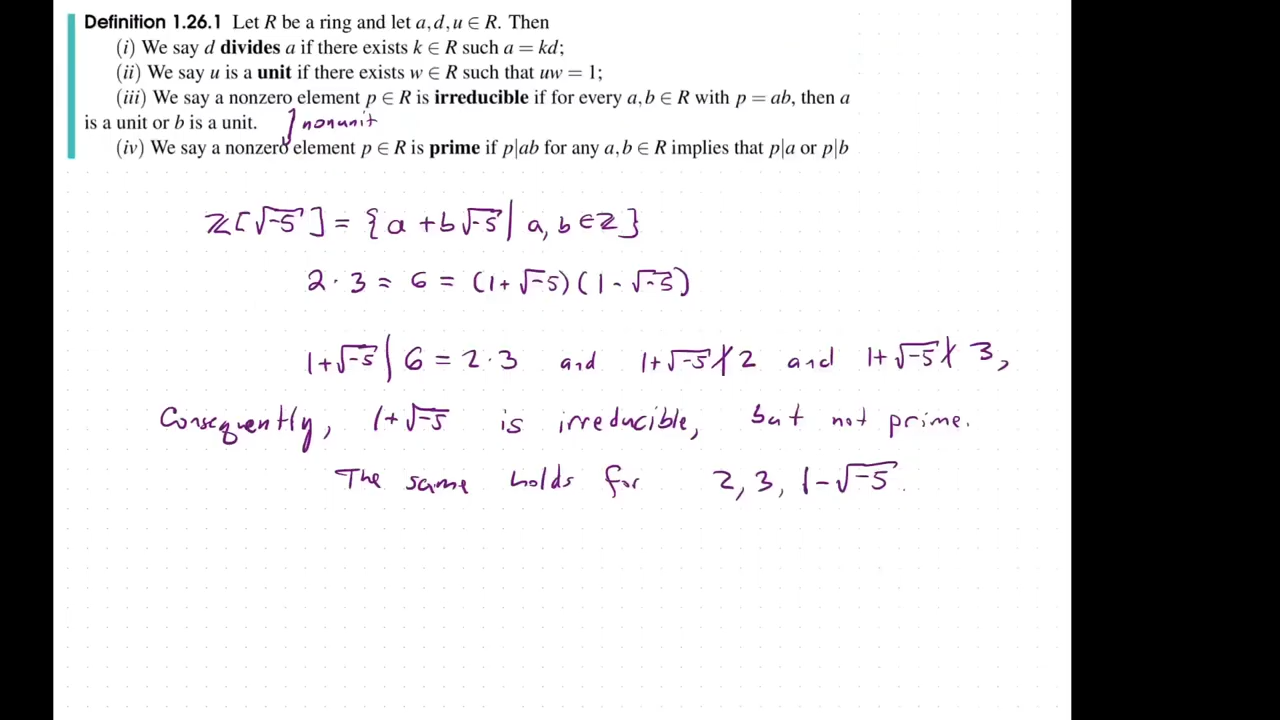 Definition 1.26.1 Let R be a ring and let a,d,u ∈ R. Then
(i) We say d divides a if there exists k ∈ R such a = kd;
(ii) We say u is a unit if there exists w ∈ R such that uw = 1;
(iii) We say a nonzero element p ∈ R is irreducible if for every a,b ∈ R with p = ab, then a
is a unit or b is a unit. nonunit
(iv) We say a nonzero element p ∈ R is prime if p|ab for any a,b ∈ R implies that p|a or p|b
ℤ[√-5] = {a + b√-5 | a, b ∈ ℤ}
2 · 3 = 6 = (1+√-5)(1-√-5)
1+√-5 | 6 = 2·3 and 1+√-5 ∤ 2 and 1+√-5 ∤ 3,
Consequently, 1+√-5 is irreducible, but not prime.
The same holds for 2, 3, 1-√-5.